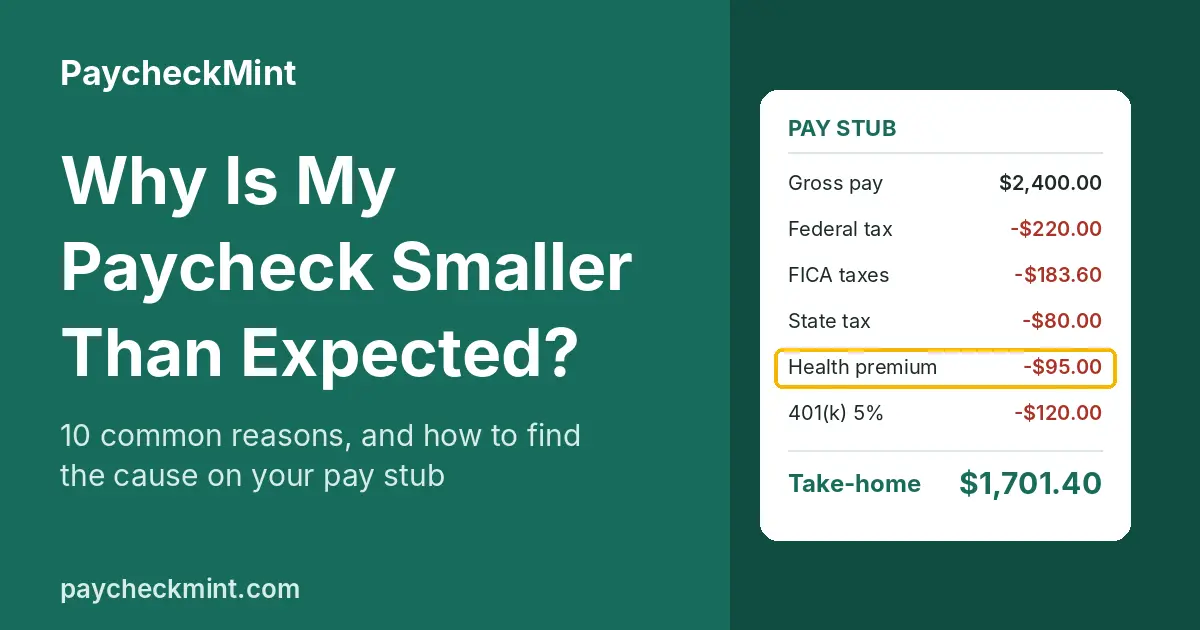 PaycheckMint
Why Is My
Paycheck Smaller
Than Expected?
10 common reasons, and how to find
the cause on your pay stub
paycheckmint.com
PAY STUB
Gross pay $2,400.00
Federal tax -$220.00
FICA taxes -$183.60
State tax -$80.00
Health premium -$95.00
401(k) 5% -$120.00
Take-home $1,701.40